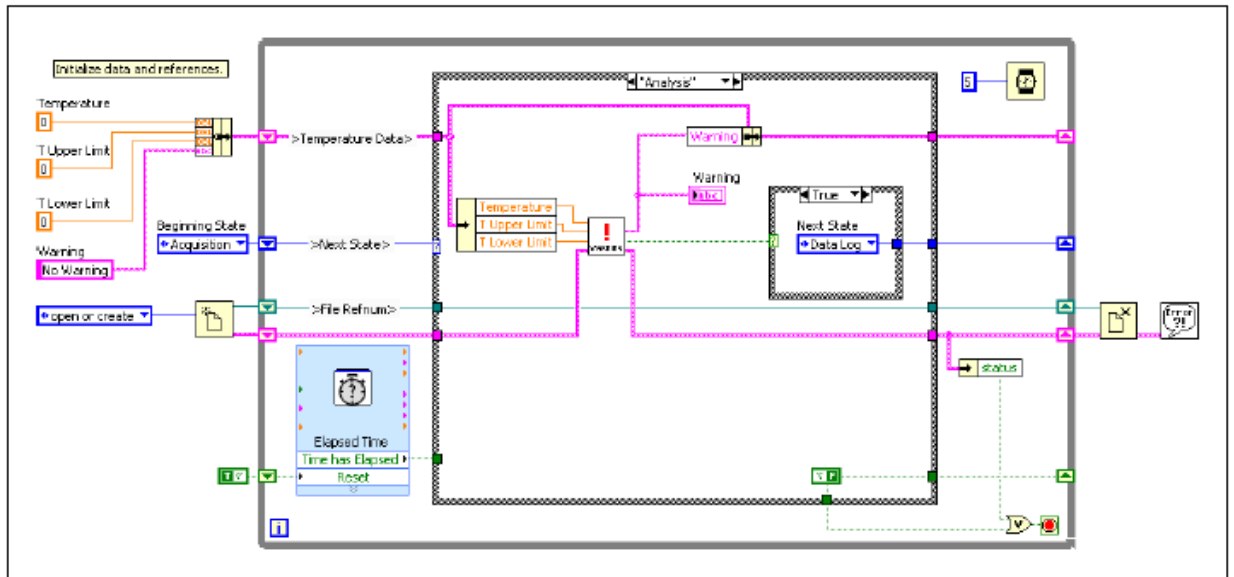 Initialize data and references.
Temperature
0
T Upper Limit
0
T Lower Limit
0
Warning
No Warning
Beginning State
Acquisition
open or create
>Temperature Data>
>Next State>
>File Refnum>
Elapsed Time
Time has Elapsed
Reset
T
i
"Analysis"
Temperature
T Upper Limit
T Lower Limit
!
Warning
Warning
abc
True
Next State
Data Log
?
F
5
status
V
Error
?!